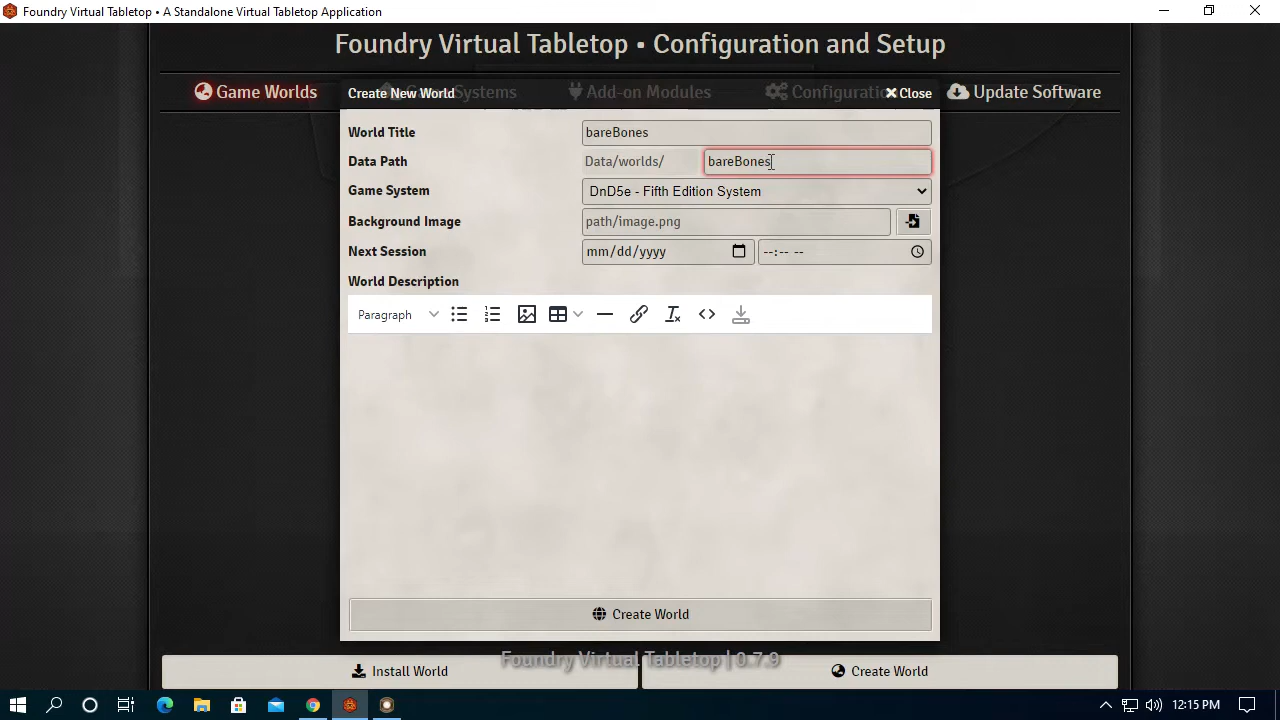 Foundry Virtual Tabletop • A Standalone Virtual Tabletop Application
Foundry Virtual Tabletop • Configuration and Setup
Game Worlds
Systems
Add-on Modules
Update Software
Create New World
Close
World Title
bareBones
Data Path
Data/worlds/
bareBones
Game System
DnD5e - Fifth Edition System
Background Image
path/image.png
Next Session
mm/dd/yyyy
--:-- --
World Description
Paragraph
Create World
Foundry Virtual Tabletop | 0.7.9
Install World
Create World
12:15 PM